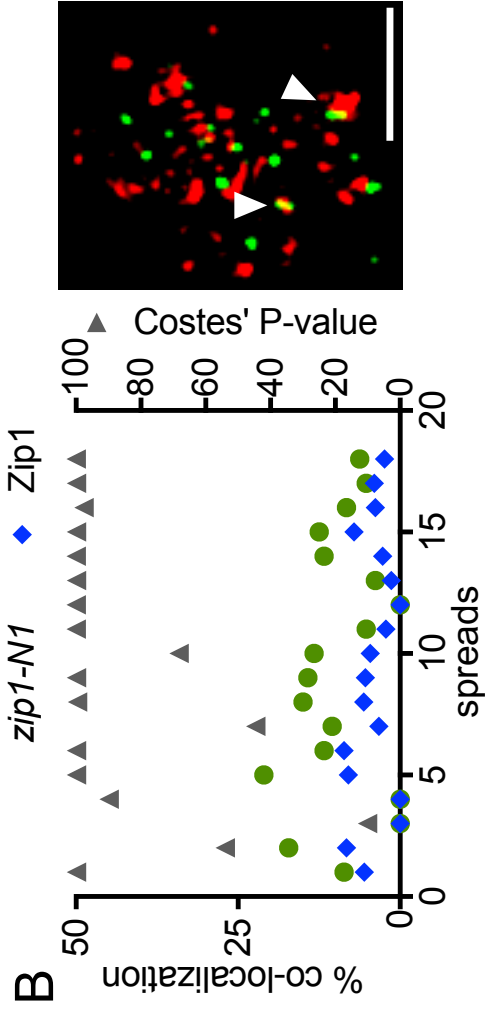 B
zip1-N1 ◆ Zip1
▲ Costes' P-value
% co-localization
50
25
0
100
80
60
40
20
0
0 5 10 15 20
spreads